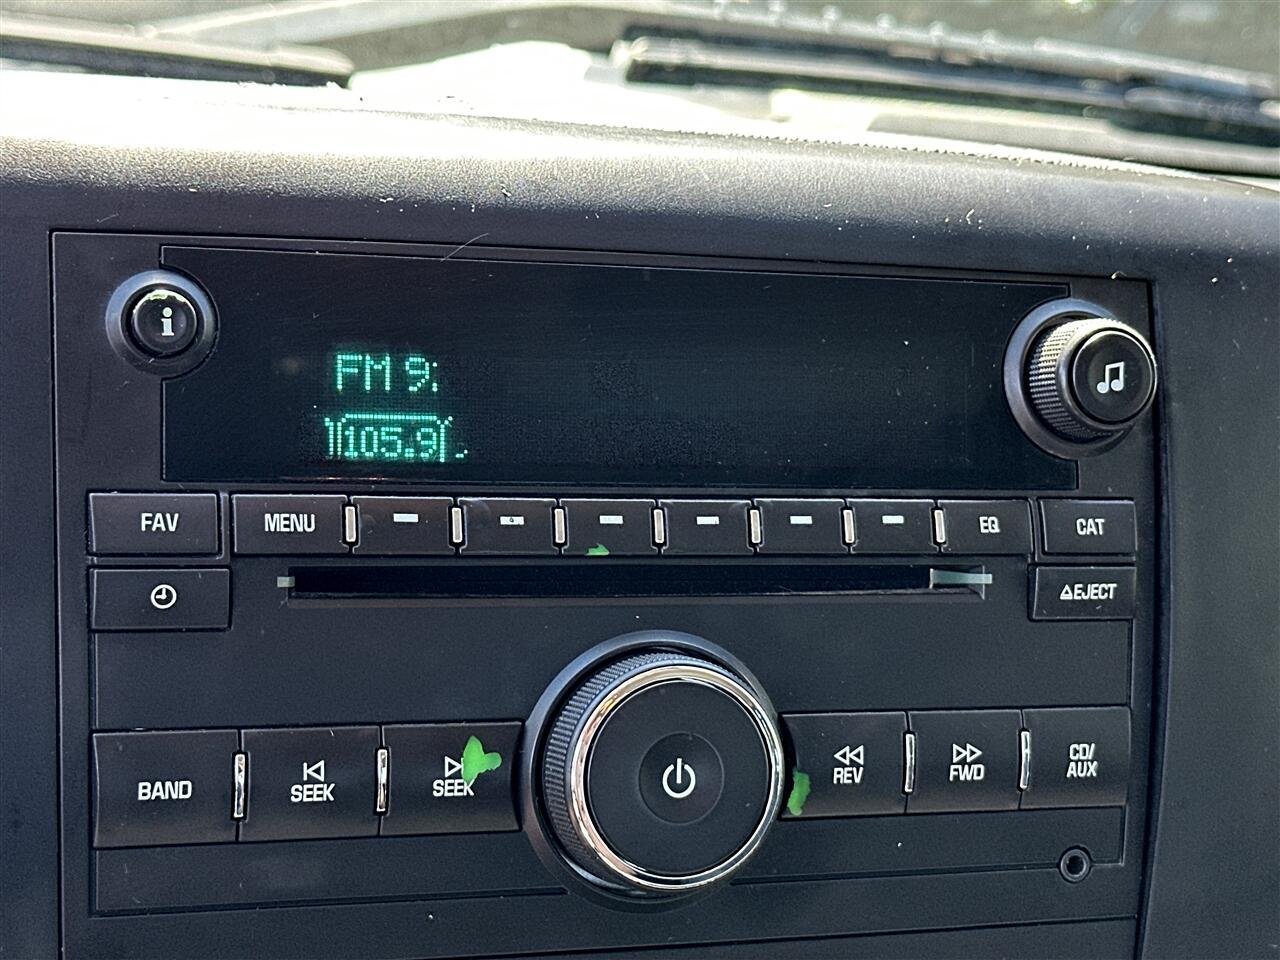 i
FM 9:
105.9
FAV
MENU
EQ
CAT
EJECT
BAND
SEEK
SEEK
REV
FWD
CD/
AUX